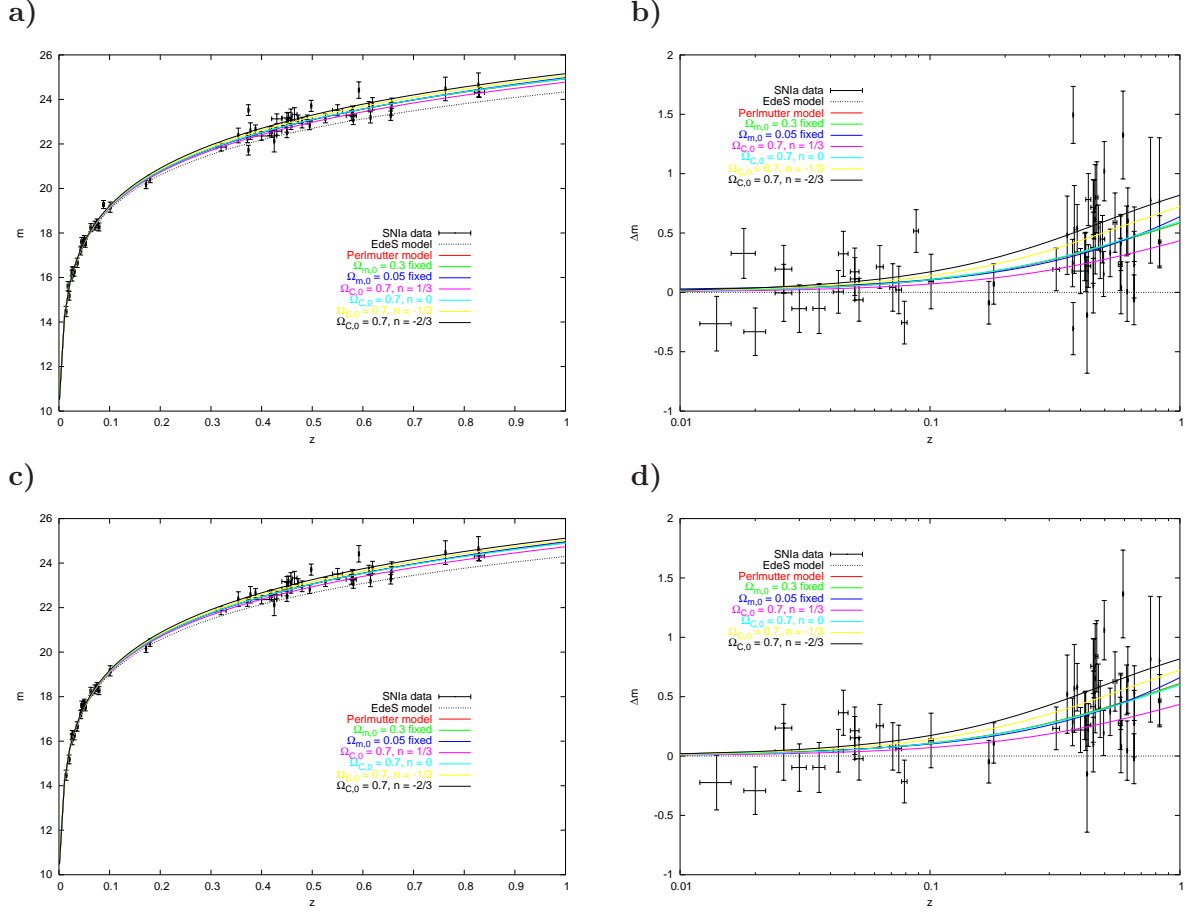 a)
26
24
22
20
18
16
14
12
10
m
0
0.1
0.2
0.3
0.4
0.5
0.6
0.7
0.8
0.9
1
z
SNIa data
EdeS model
Perlmutter model
Ωm,0 = 0.3 fixed
Ωm,0 = 0.05 fixed
ΩC,0 = 0.7, n = 1/3
ΩC,0 = 0.7, n = 0
ΩC,0 = 0.7, n = -1/3
ΩC,0 = 0.7, n = -2/3
b)
2
1.5
1
0.5
0
-0.5
-1
Δm
0.01
0.1
1
z
SNIa data
EdeS model
Perlmutter model
Ωm,0 = 0.3 fixed
Ωm,0 = 0.05 fixed
ΩC,0 = 0.7, n = 1/3
ΩC,0 = 0.7, n = 0
ΩC,0 = 0.7, n = -1/3
ΩC,0 = 0.7, n = -2/3
c)
26
24
22
20
18
16
14
12
10
m
0
0.1
0.2
0.3
0.4
0.5
0.6
0.7
0.8
0.9
1
z
SNIa data
EdeS model
Perlmutter model
Ωm,0 = 0.3 fixed
Ωm,0 = 0.05 fixed
ΩC,0 = 0.7, n = 1/3
ΩC,0 = 0.7, n = 0
ΩC,0 = 0.7, n = -1/3
ΩC,0 = 0.7, n = -2/3
d)
2
1.5
1
0.5
0
-0.5
-1
Δm
0.01
0.1
1
z
SNIa data
EdeS model
Perlmutter model
Ωm,0 = 0.3 fixed
Ωm,0 = 0.05 fixed
ΩC,0 = 0.7, n = 1/3
ΩC,0 = 0.7, n = 0
ΩC,0 = 0.7, n = -1/3
ΩC,0 = 0.7, n = -2/3